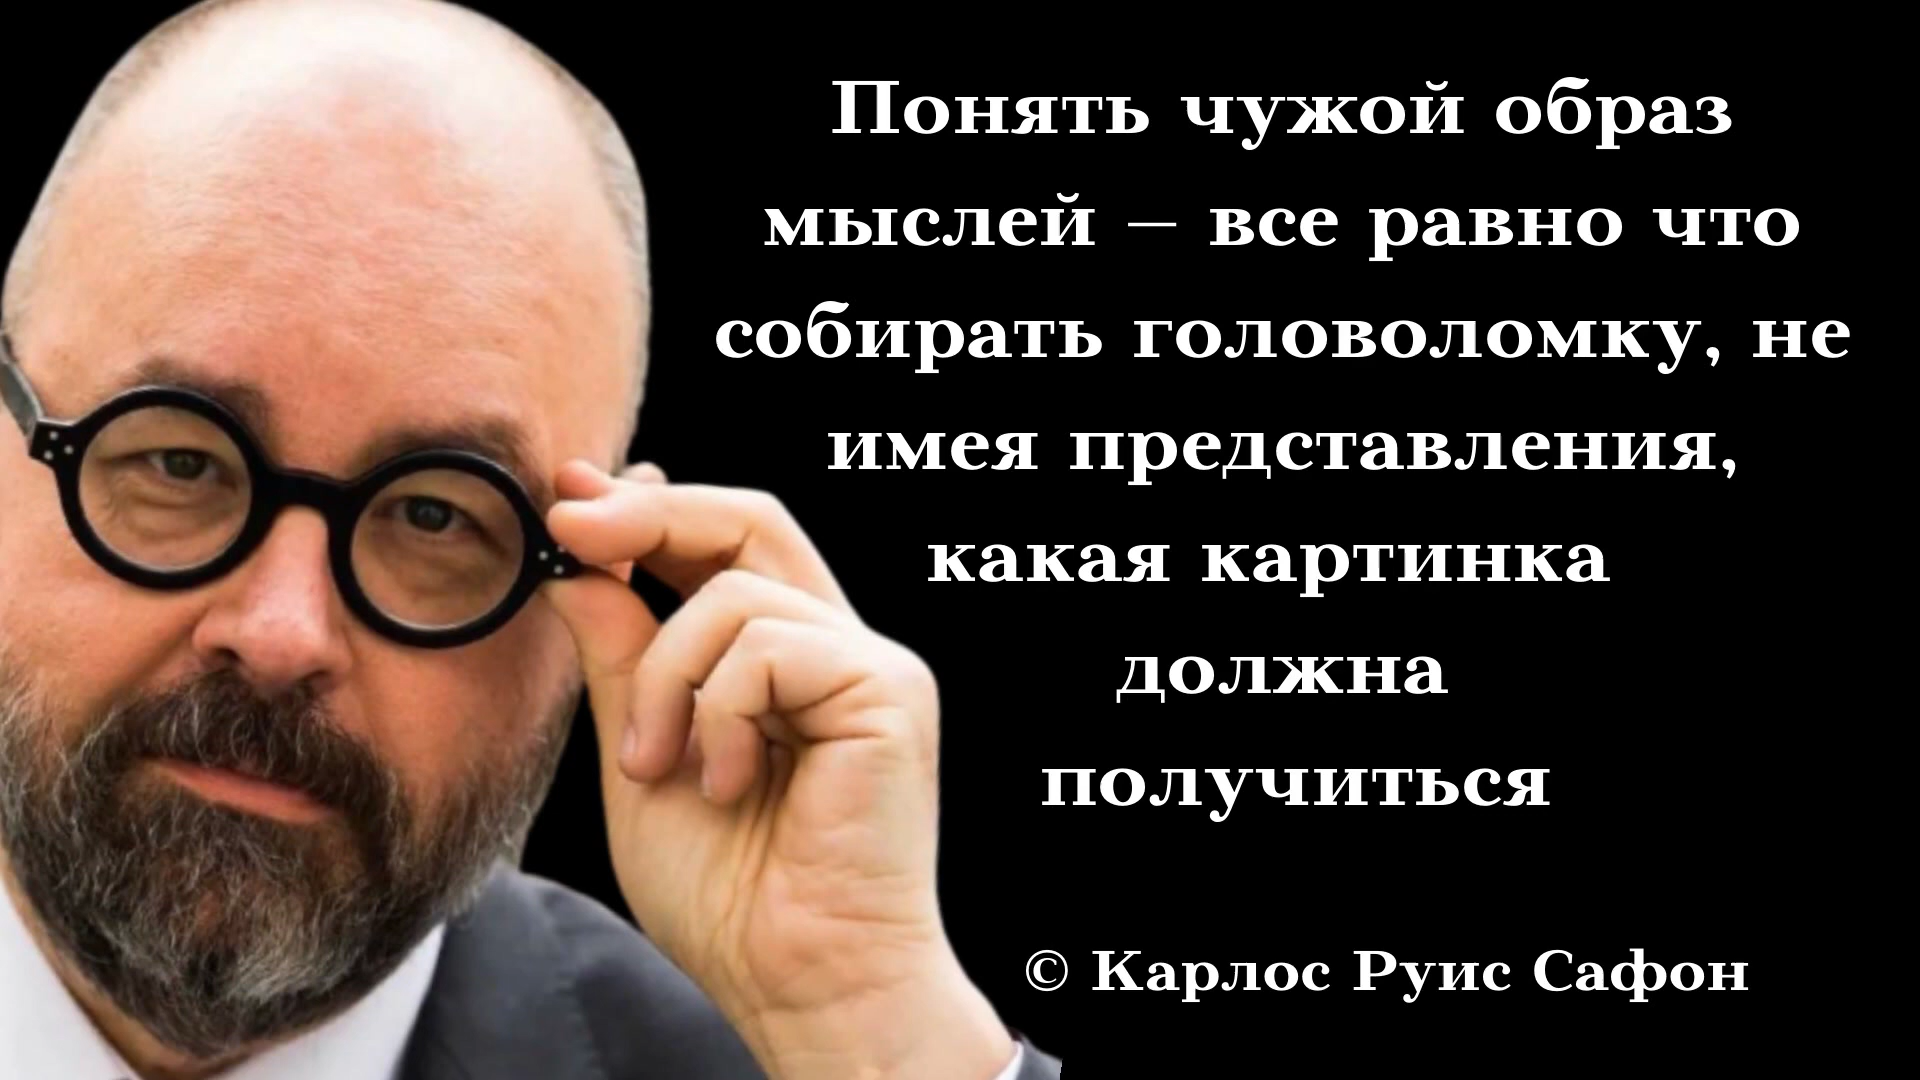 Понять чужой образ
мыслей – все равно что
собирать головоломку, не
имея представления,
какая картинка
должна
получиться
© Карлос Руис Сафон